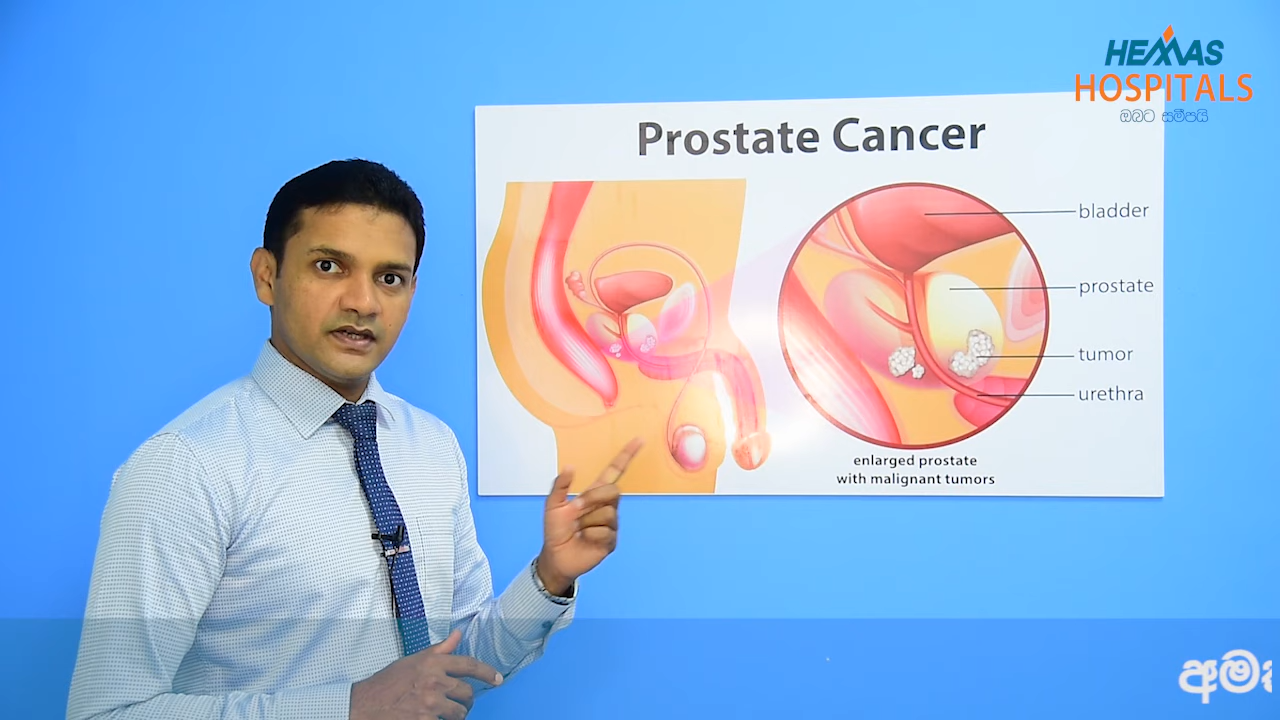 HEMAS
HOSPITALS
ඔබට සමීපයි
Prostate Cancer
bladder
prostate
tumor
urethra
enlarged prostate
with malignant tumors